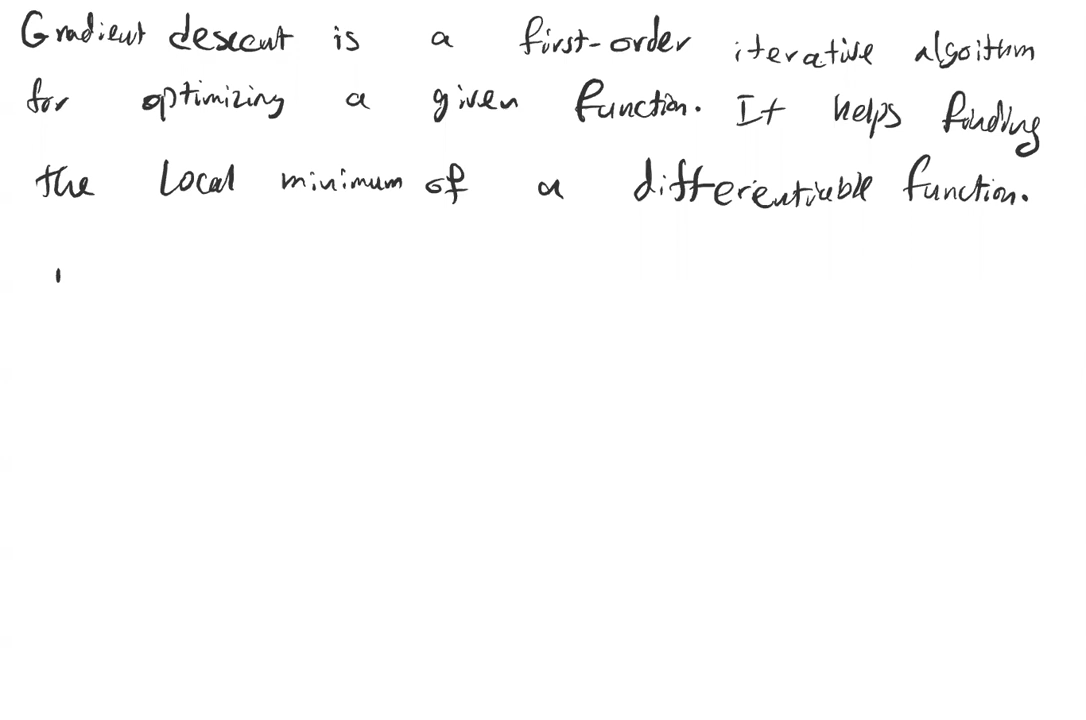 Gradient descent is a first-order iterative algoithm
for optimizing a given function. It helps finding
the Local minimum of a differentiable function.